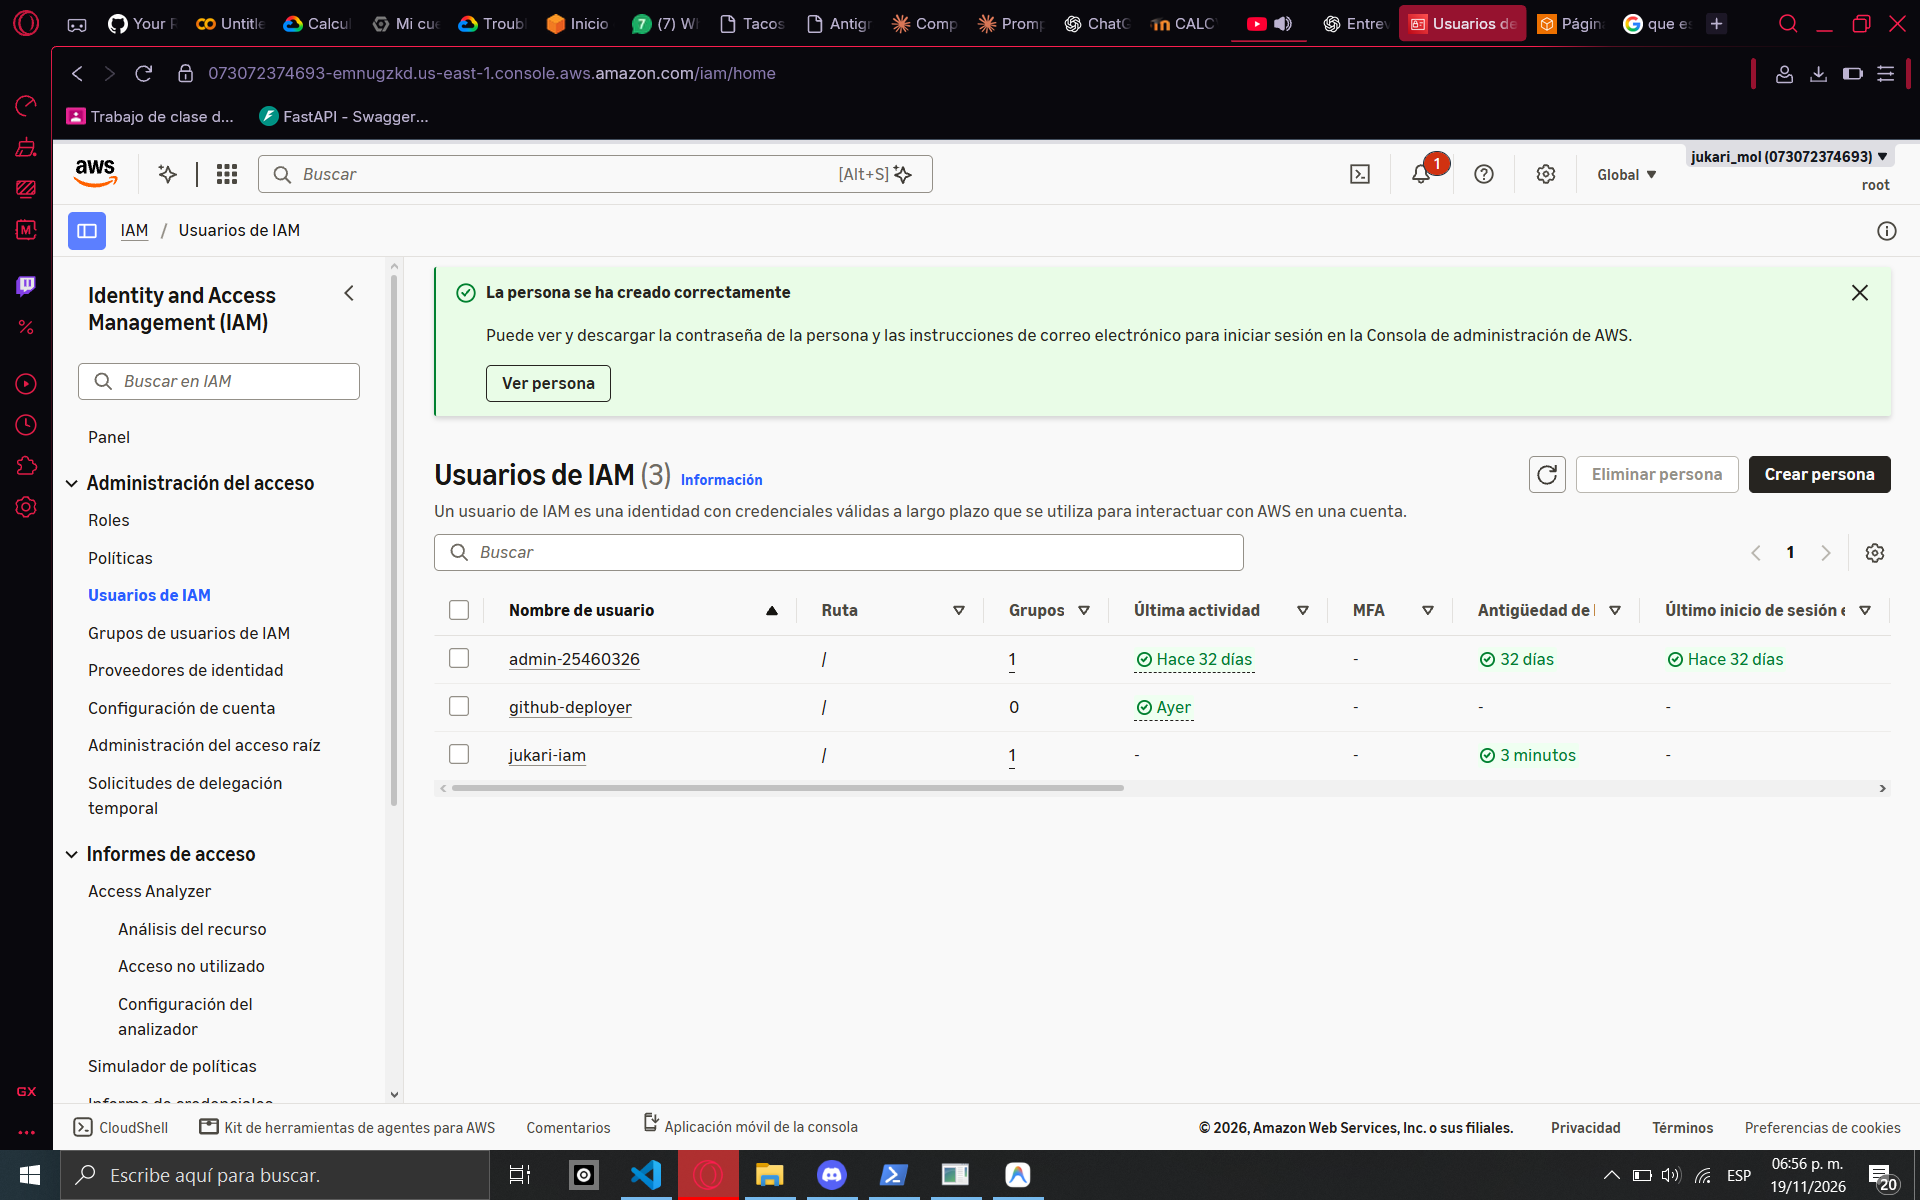 Your F
Untitle
Calcul
Mi cue
Troubl
Inicio
(7) Wh
Tacos
Antigr
Comp
Prom
ChatG
CALC
Entrev
Usuarios de
Págin
que es
073072374693-emnugzkd.us-east-1.console.aws.amazon.com/iam/home
Trabajo de clase d...
FastAPI - Swagger...
aws
Buscar
[Alt+S]
1
Global
jukari_mol (073072374693)
root
IAM / Usuarios de IAM
Identity and Access
Management (IAM)
Buscar en IAM
Panel
Administración del acceso
Roles
Políticas
Usuarios de IAM
Grupos de usuarios de IAM
Proveedores de identidad
Configuración de cuenta
Administración del acceso raíz
Solicitudes de delegación
temporal
Informes de acceso
Access Analyzer
Análisis del recurso
Acceso no utilizado
Configuración del
analizador
Simulador de políticas
Informe de credenciales
La persona se ha creado correctamente
Puede ver y descargar la contraseña de la persona y las instrucciones de correo electrónico para iniciar sesión en la Consola de administración de AWS.
Ver persona
Usuarios de IAM (3) Información
Eliminar persona
Crear persona
Un usuario de IAM es una identidad con credenciales válidas a largo plazo que se utiliza para interactuar con AWS en una cuenta.
Buscar
1
Nombre de usuario Ruta Grupos Última actividad MFA Antigüedad de l Último inicio de sesión e
admin-25460326 / 1 Hace 32 días - 32 días Hace 32 días
github-deployer / 0 Ayer - - -
jukari-iam / 1 - - 3 minutos -
CloudShell
Kit de herramientas de agentes para AWS
Comentarios
Aplicación móvil de la consola
© 2026, Amazon Web Services, Inc. o sus filiales.
Privacidad
Términos
Preferencias de cookies
GX
Escribe aquí para buscar.
ESP
06:56 p. m.
19/11/2026
20